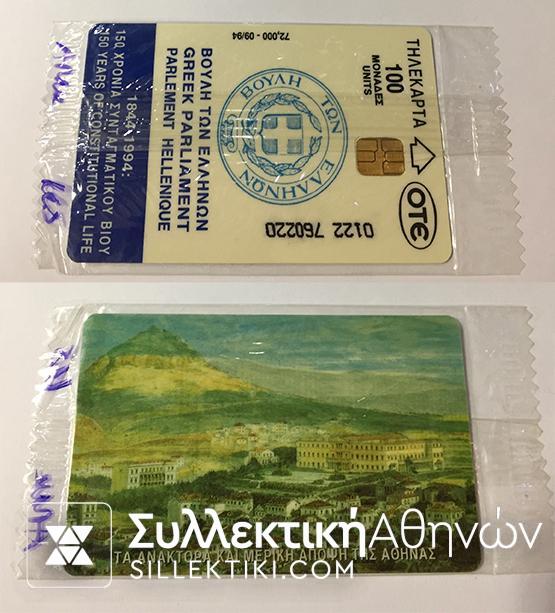 ΤΗΛΕΚΑΡΤΑ
100
ΜΟΝΑΔΕΣ
UNITS
OTE
72,000 - 09/94
ΒΟΥΛΗ ΤΩΝ ΕΛΛΗΝΩΝ
0122 760220
ΒΟΥΛΗ ΤΩΝ ΕΛΛΗΝΩΝ
GREEK PARLIAMENT
PARLEMENT HELLENIQUE
1844-1994:
150 ΧΡΟΝΙΑ ΣΥΝΤΑΓΜΑΤΙΚΟΥ ΒΙΟΥ
150 YEARS OF CONSTITUTIONAL LIFE
ΣυλλεκτικήΑθηνών
ΤΑ ΑΝΑΚΤΟΡΑ ΚΑΙ ΜΕΡΙΚΗ ΑΠΟΨΗ ΤΗΣ ΑΘΗΝΑΣ
SILLEKTIKI.COM